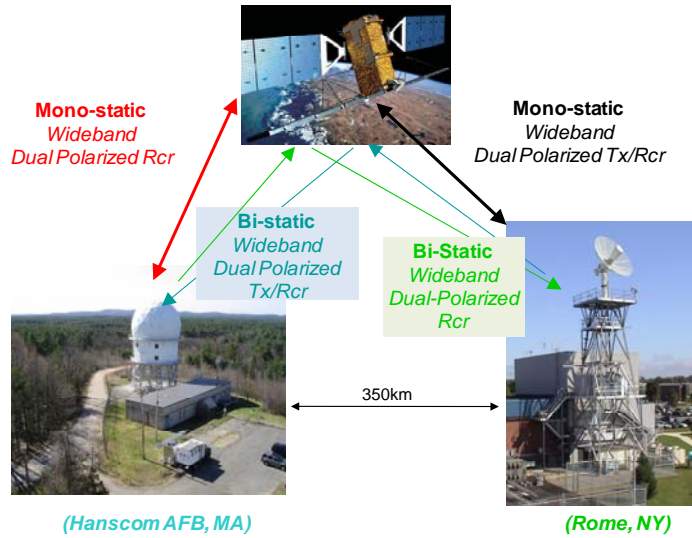 Mono-static
Wideband
Dual Polarized Rcr
Mono-static
Wideband
Dual Polarized Tx/Rcr
Bi-static
Wideband
Dual Polarized
Tx/Rcr
Bi-Static
Wideband
Dual-Polarized
Rcr
350km
(Hanscom AFB, MA)
(Rome, NY)